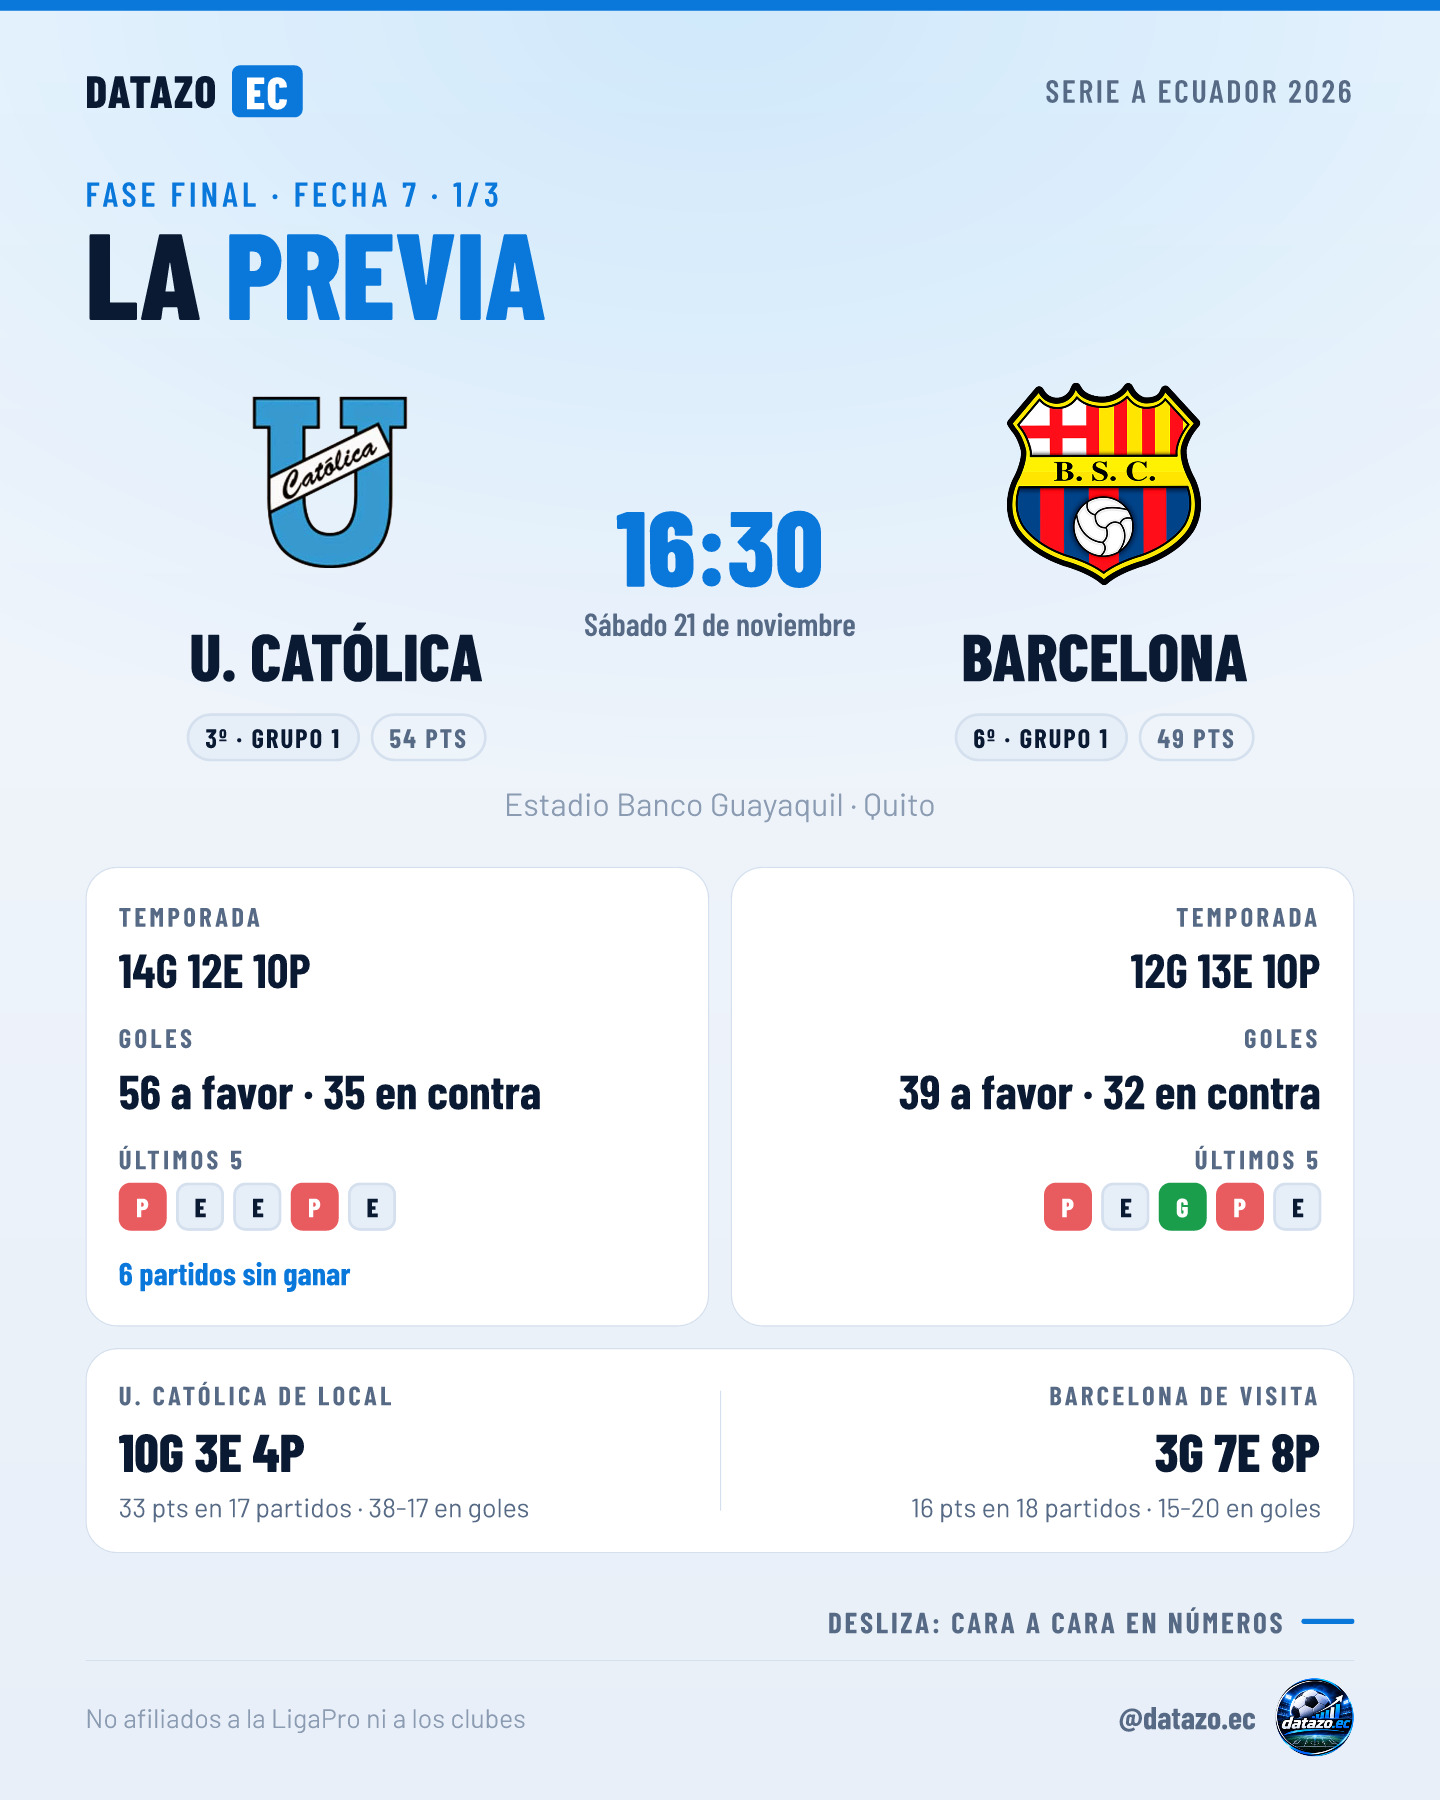 DATAZO EC
SERIE A ECUADOR 2026
FASE FINAL · FECHA 7 · 1/3
LA PREVIA
Católica
B. S. C.
16:30
Sábado 21 de noviembre
U. CATÓLICA
BARCELONA
3º · GRUPO 1
54 PTS
6º · GRUPO 1
49 PTS
Estadio Banco Guayaquil · Quito
TEMPORADA
14G 12E 10P
GOLES
56 a favor · 35 en contra
ÚLTIMOS 5
P E E P E
6 partidos sin ganar
TEMPORADA
12G 13E 10P
GOLES
39 a favor · 32 en contra
ÚLTIMOS 5
P E G P E
U. CATÓLICA DE LOCAL
10G 3E 4P
33 pts en 17 partidos · 38-17 en goles
BARCELONA DE VISITA
3G 7E 8P
16 pts en 18 partidos · 15-20 en goles
DESLIZA: CARA A CARA EN NÚMEROS
No afiliados a la LigaPro ni a los clubes
@datazo.ec
datazo.ec